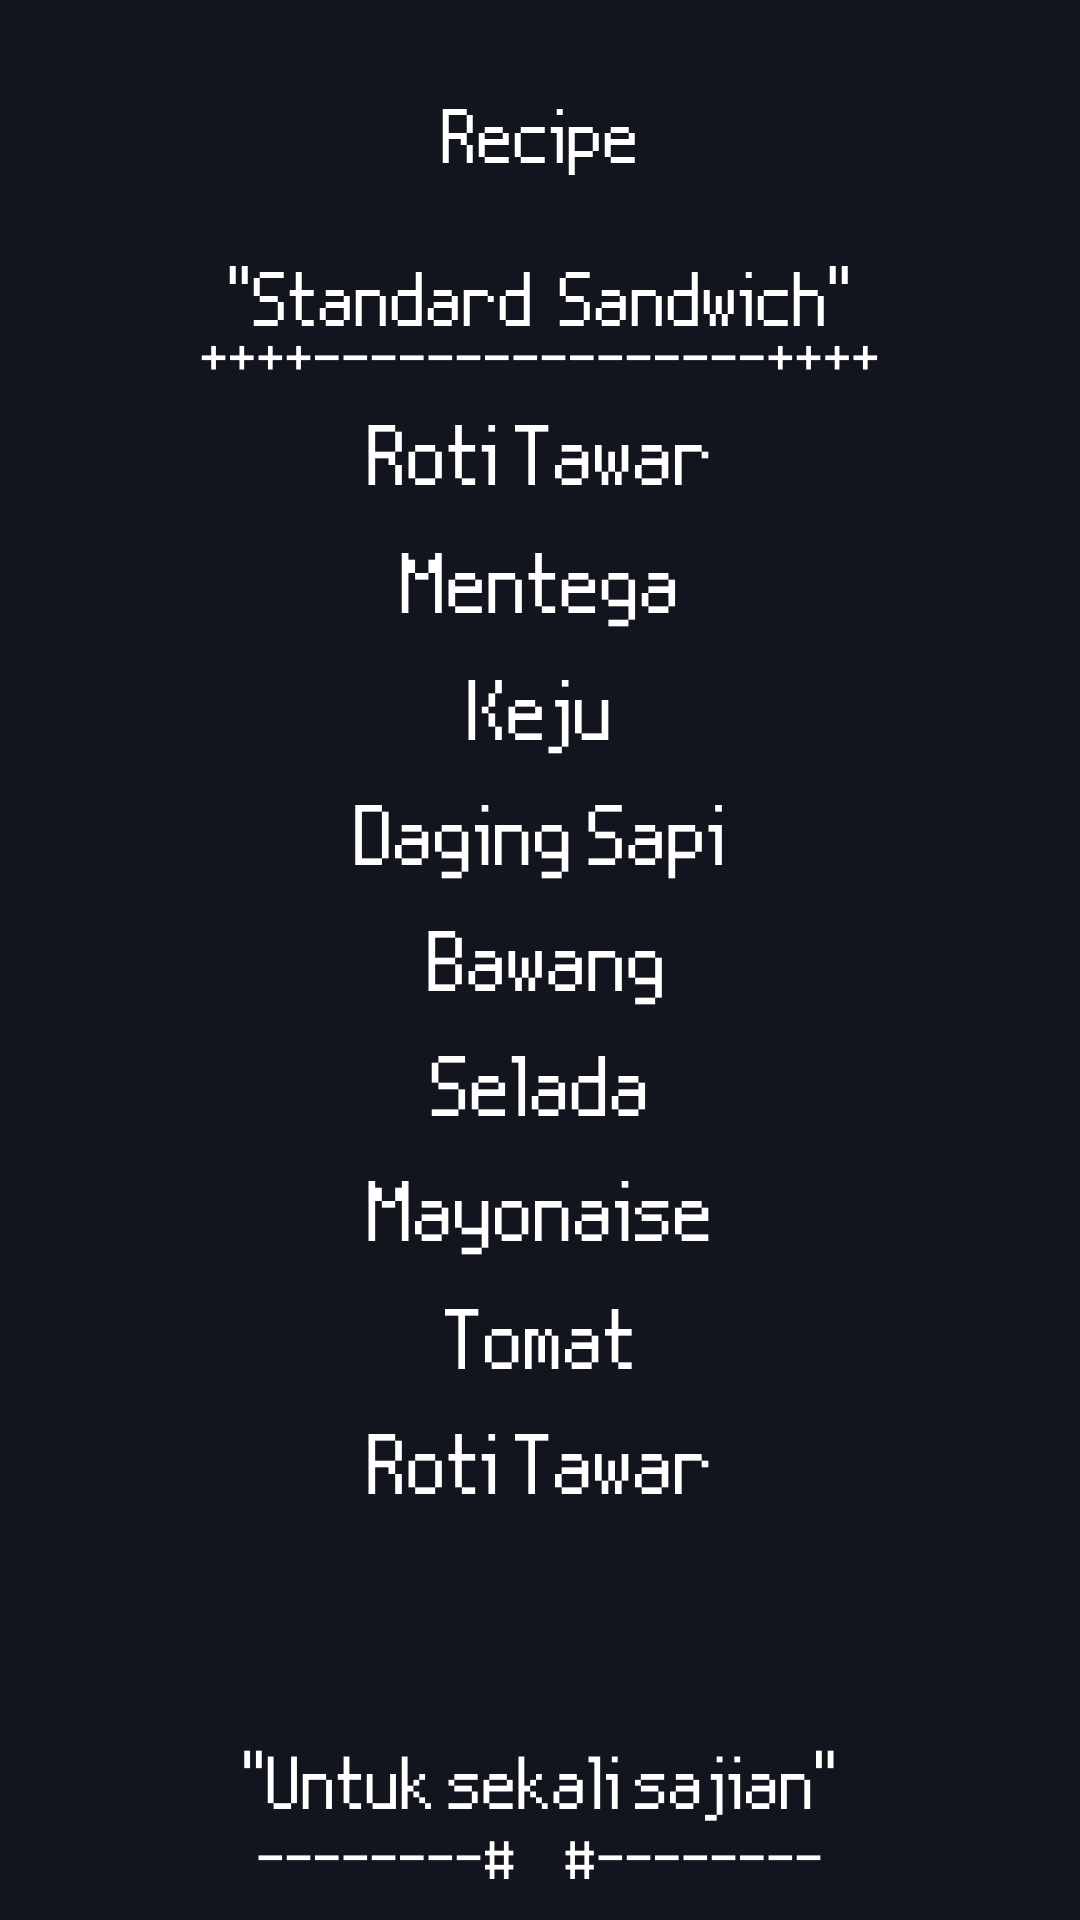 Recipe
"Standard Sandwich"
++++----------------++++
Roti Tawar
Mentega
Keju
Daging Sapi
Bawang
Selada
Mayonaise
Tomat
Roti Tawar
"Untuk sekali sajian"
--------# #--------